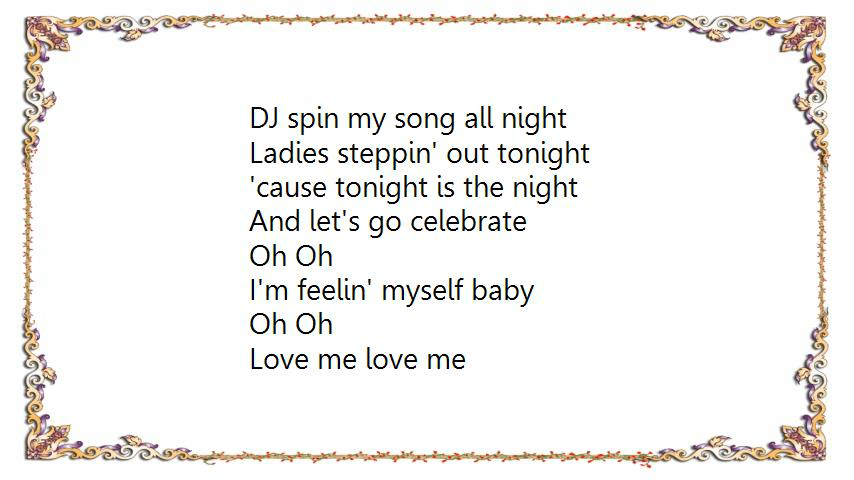 DJ spin my song all night
Ladies steppin' out tonight
'cause tonight is the night
And let's go celebrate
Oh Oh
I'm feelin' myself baby
Oh Oh
Love me love me